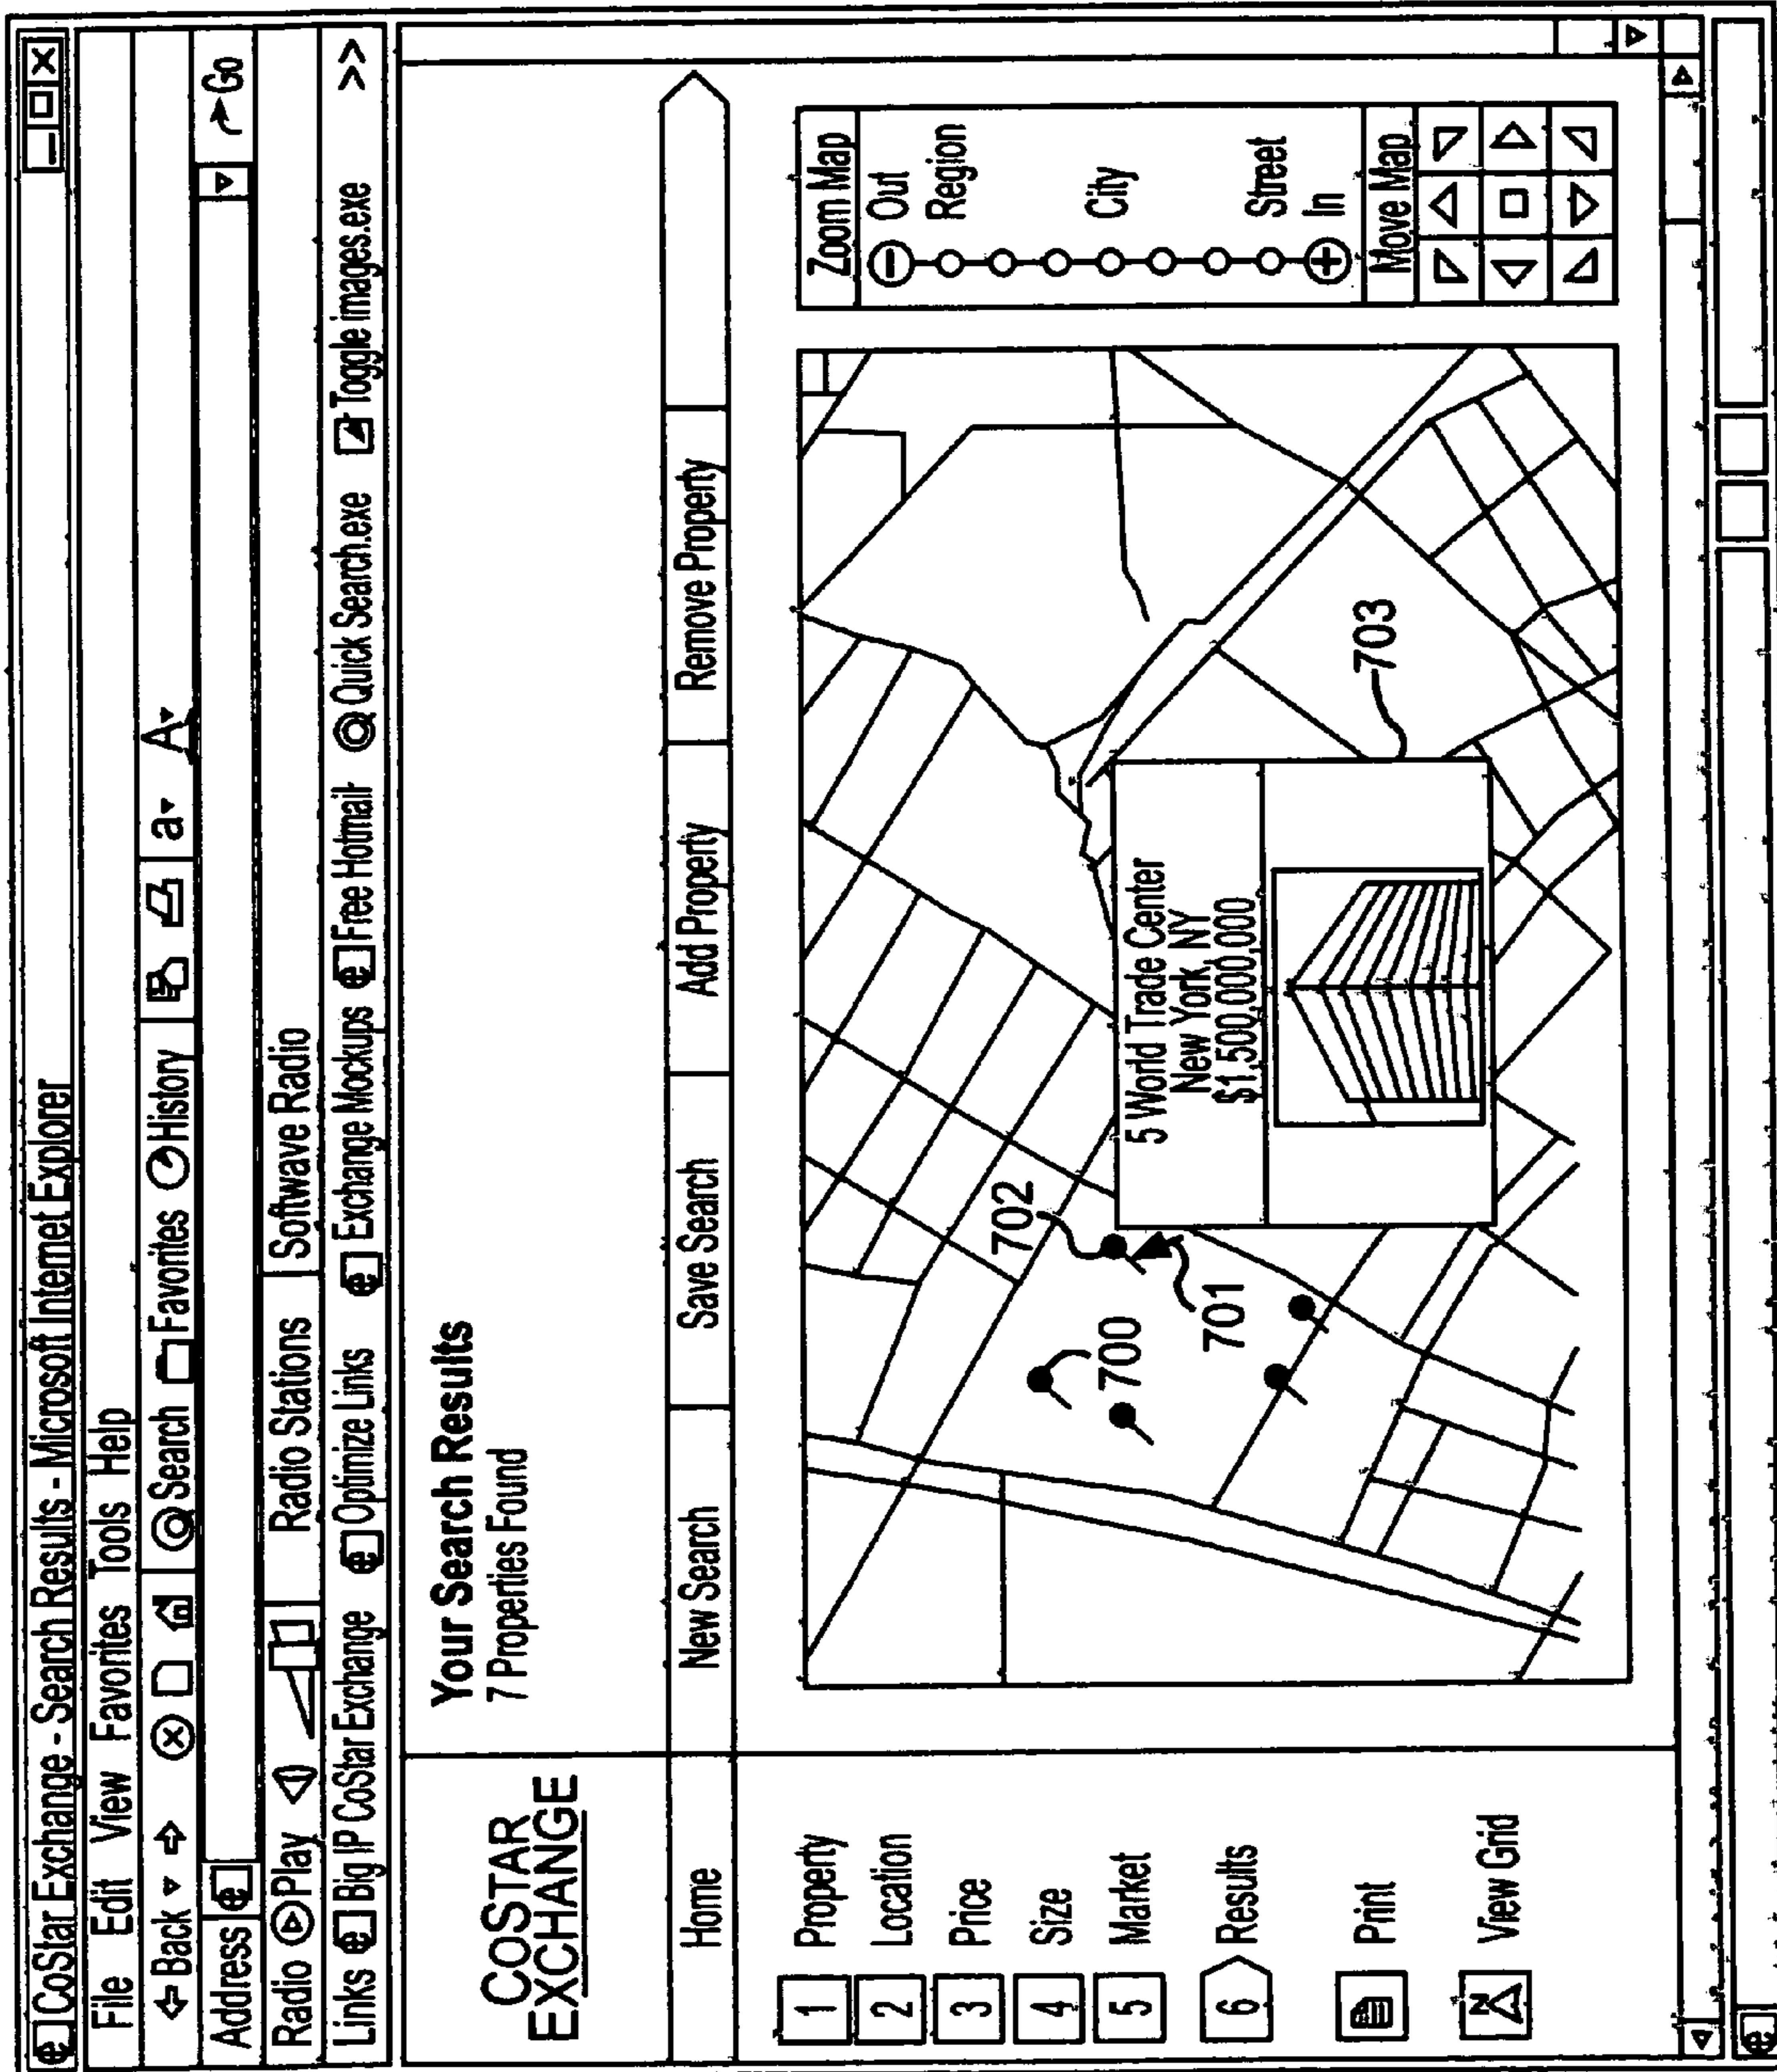 CoStar Exchange - Search Results - Microsoft Internet Explorer
File Edit View Favorites Tools Help
Back Search Favorites History a A
Address Go
Radio Play Radio Stations Softwave Radio
Links Big IP CoStar Exchange Optimize Links Exchange Mockups Free Hotmail Quick Search.exe Toggle images.exe >>
COSTAR
EXCHANGE
Your Search Results
7 Properties Found
Home New Search Save Search Add Property Remove Property
1 Property
2 Location
3 Price
4 Size
5 Market
6 Results
Print
N View Grid
700
701
702
5 World Trade Center
New York, NY
$1,500,000,000
703
Zoom Map
Out
Region
City
Street
In
Move Map